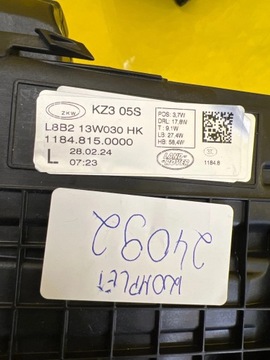 ZKW
KZ3 05S
POS: 3,7W
DRL: 17,6W
T: 9,1W
LB: 27,4W
HB: 58,4W
L8B2 13W030 HK
1184.815.0000
L
28.02.24
07:23
LAND
ROVER
1184.8
KOMPLET
24092